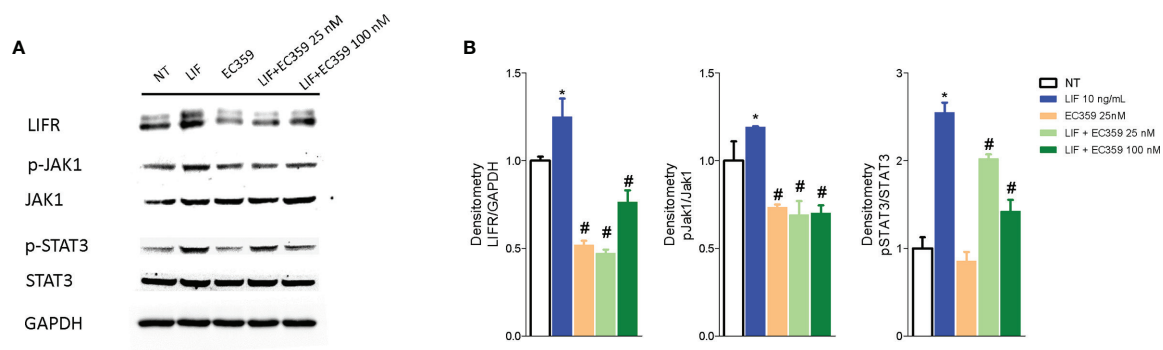 A
NT
LIF
EC359
LIF+EC359 25 nM
LIF+EC359 100 nM
LIFR
p-JAK1
JAK1
p-STAT3
STAT3
GAPDH
B
Densitometry
LIFR/GAPDH
1.5
1.0
0.5
0.0
*
#
#
#
Densitometry
pJak1/Jak1
1.5
1.0
0.5
0.0
*
#
#
#
Densitometry
pSTAT3/STAT3
3
2
1
0
*
#
#
NT
LIF 10 ng/mL
EC359 25nM
LIF + EC359 25 nM
LIF + EC359 100 nM